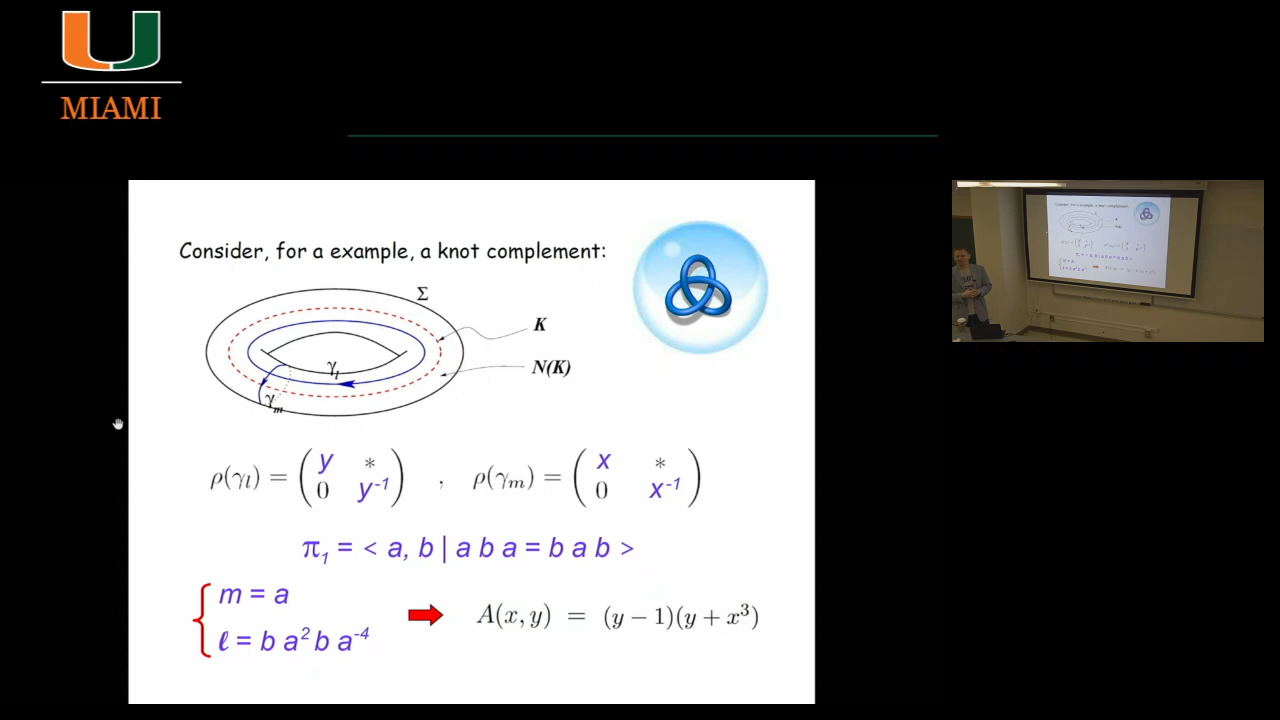 MIAMI
Consider, for a example, a knot complement:
Σ
K
γl
N(K)
γm
ρ(γl) = ( y * 0 y-1 ) , ρ(γm) = ( x * 0 x-1 )
π1 = < a, b | a b a = b a b >
m = a
ℓ = b a2 b a-4
A(x, y) = (y − 1)(y + x3)